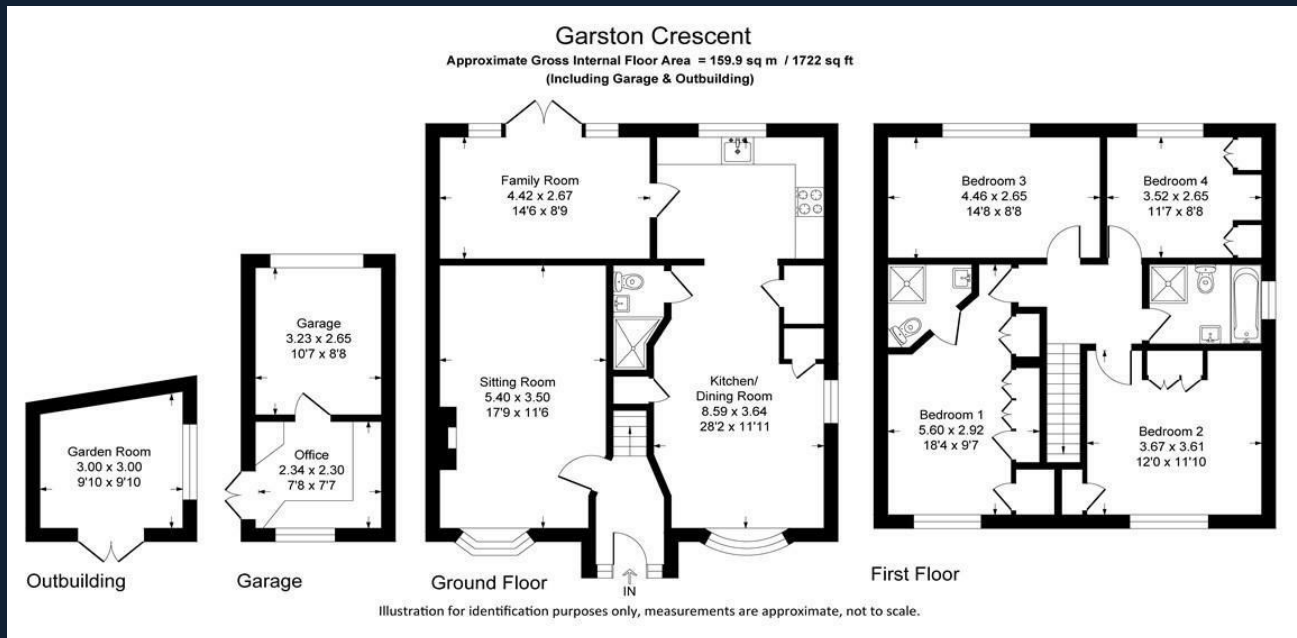 Garston Crescent
Approximate Gross Internal Floor Area = 159.9 sq m / 1722 sq ft
(Including Garage & Outbuilding)
Garden Room
3.00 x 3.00
9'10 x 9'10
Outbuilding
Garage
3.23 x 2.65
10'7 x 8'8
Office
2.34 x 2.30
7'8 x 7'7
Garage
Family Room
4.42 x 2.67
14'6 x 8'9
Sitting Room
5.40 x 3.50
17'9 x 11'6
Kitchen/
Dining Room
8.59 x 3.64
28'2 x 11'11
IN
Ground Floor
Bedroom 3
4.46 x 2.65
14'8 x 8'8
Bedroom 4
3.52 x 2.65
11'7 x 8'8
Bedroom 1
5.60 x 2.92
18'4 x 9'7
Bedroom 2
3.67 x 3.61
12'0 x 11'10
First Floor
Illustration for identification purposes only, measurements are approximate, not to scale.